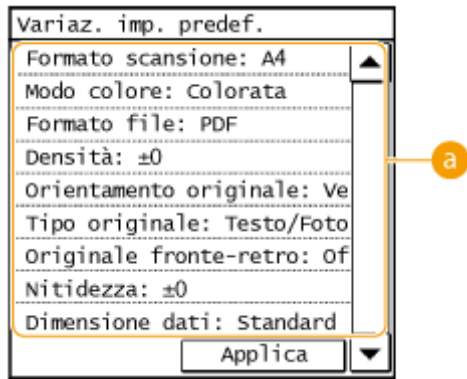 Variaz. imp. predef.
Formato scansione: A4
Modo colore: Colorata
Formato file: PDF
Densità: ±0
Orientamento originale: Ve
Tipo originale: Testo/Foto
Originale fronte-retro: Of
Nitidezza: ±0
Dimensione dati: Standard
Applica
a